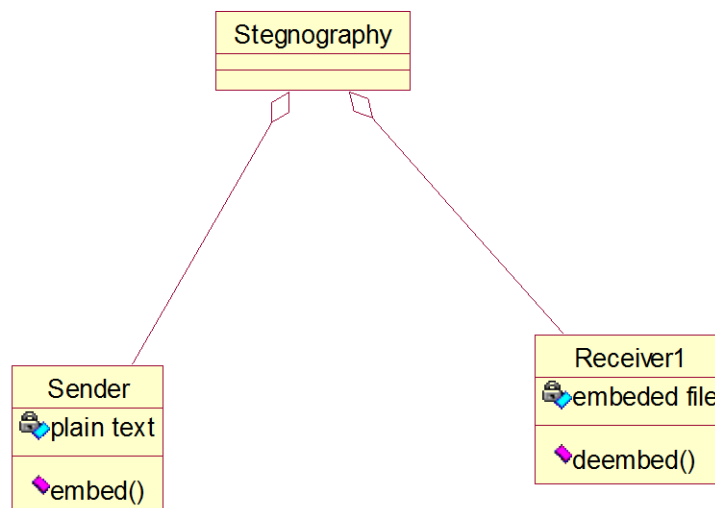 Stegnography
Sender
plain text
embed()
Receiver1
embeded file
deembed()